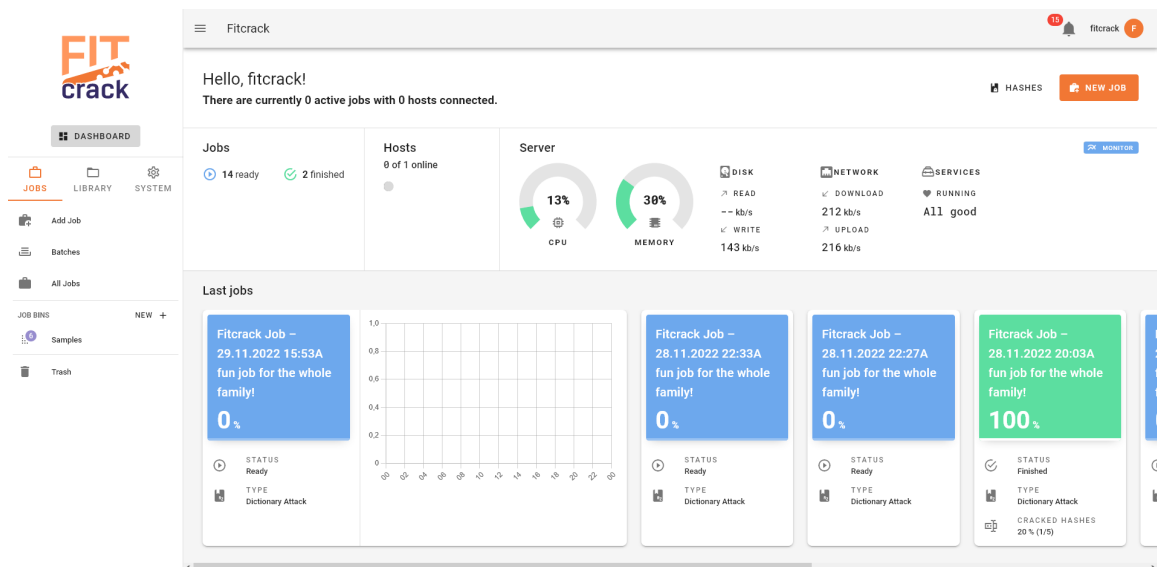 FIT
crack
DASHBOARD
JOBS
LIBRARY
SYSTEM
Add Job
Batches
All Jobs
JOB BINS
NEW +
6
Samples
Trash
Fitcrack
15
fitcrack
F
Hello, fitcrack!
There are currently 0 active jobs with 0 hosts connected.
HASHES
NEW JOB
Jobs
14 ready
2 finished
Hosts
0 of 1 online
Server
MONITOR
13%
CPU
30%
MEMORY
DISK
READ
-- kb/s
WRITE
143 kb/s
NETWORK
DOWNLOAD
212 kb/s
UPLOAD
216 kb/s
SERVICES
RUNNING
All good
Last jobs
Fitcrack Job –
29.11.2022 15:53A
fun job for the whole
family!
0 %
STATUS
Ready
TYPE
Dictionary Attack
1,0
0,8
0,6
0,4
0,2
0
00 02 04 06 08 10 12 14 16 18 20 22 00
Fitcrack Job –
28.11.2022 22:33A
fun job for the whole
family!
0 %
STATUS
Ready
TYPE
Dictionary Attack
Fitcrack Job –
28.11.2022 22:27A
fun job for the whole
family!
0 %
STATUS
Ready
TYPE
Dictionary Attack
Fitcrack Job –
28.11.2022 20:03A
fun job for the whole
family!
100 %
STATUS
Finished
TYPE
Dictionary Attack
CRACKED HASHES
20 % (1/5)